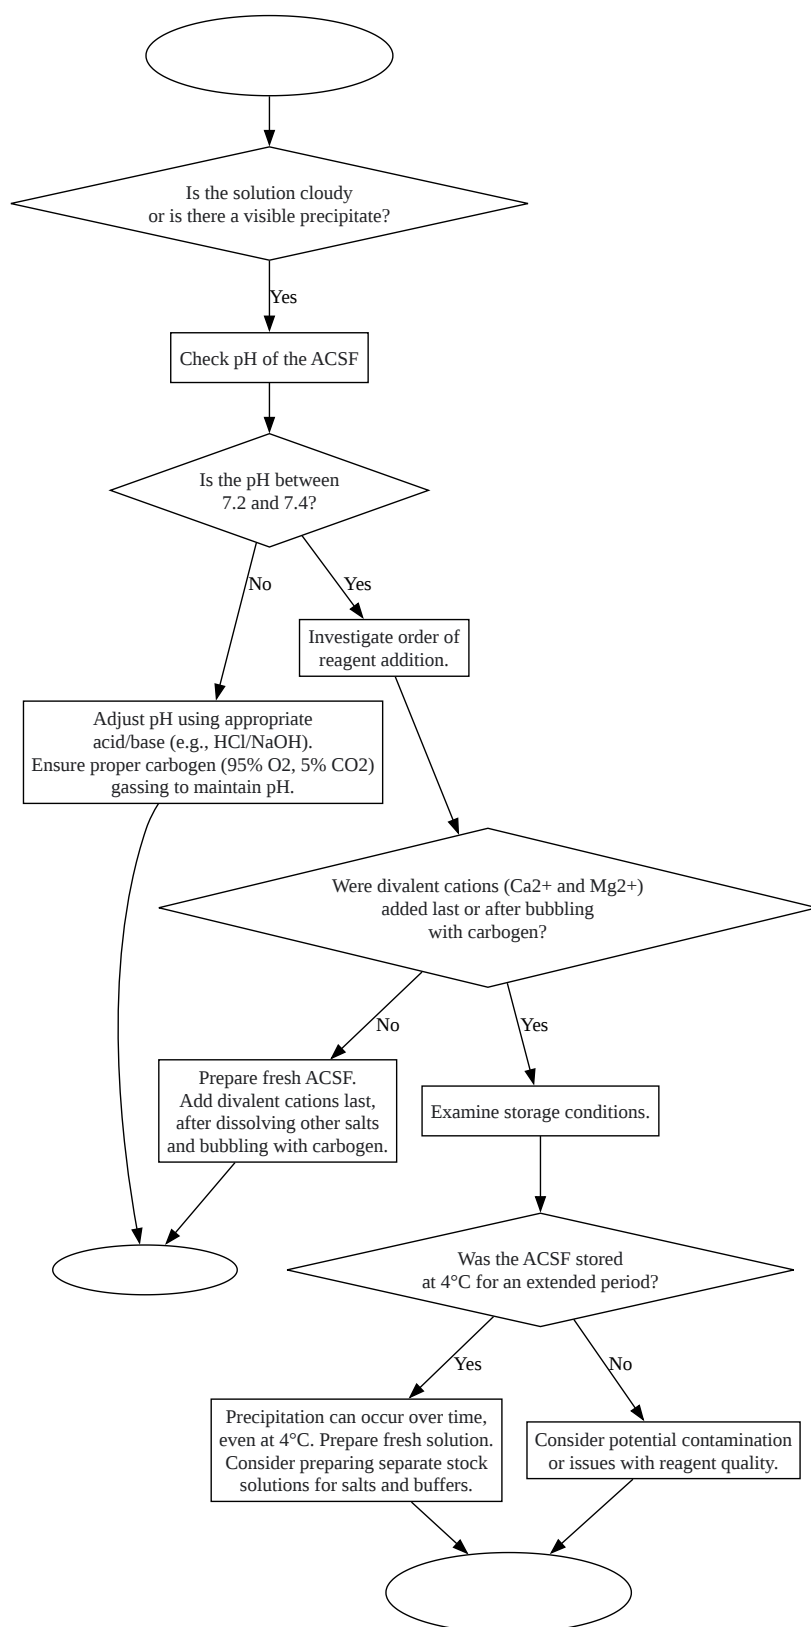 Is the solution cloudy
or is there a visible precipitate?
Yes
Check pH of the ACSF
Is the pH between
7.2 and 7.4?
No
Yes
Investigate order of
reagent addition.
Adjust pH using appropriate
acid/base (e.g., HCl/NaOH).
Ensure proper carbogen (95% O2, 5% CO2)
gassing to maintain pH.
Were divalent cations (Ca2+ and Mg2+)
added last or after bubbling
with carbogen?
No
Yes
Prepare fresh ACSF.
Add divalent cations last,
after dissolving other salts
and bubbling with carbogen.
Examine storage conditions.
Was the ACSF stored
at 4°C for an extended period?
Yes
No
Precipitation can occur over time,
even at 4°C. Prepare fresh solution.
Consider preparing separate stock
solutions for salts and buffers.
Consider potential contamination
or issues with reagent quality.